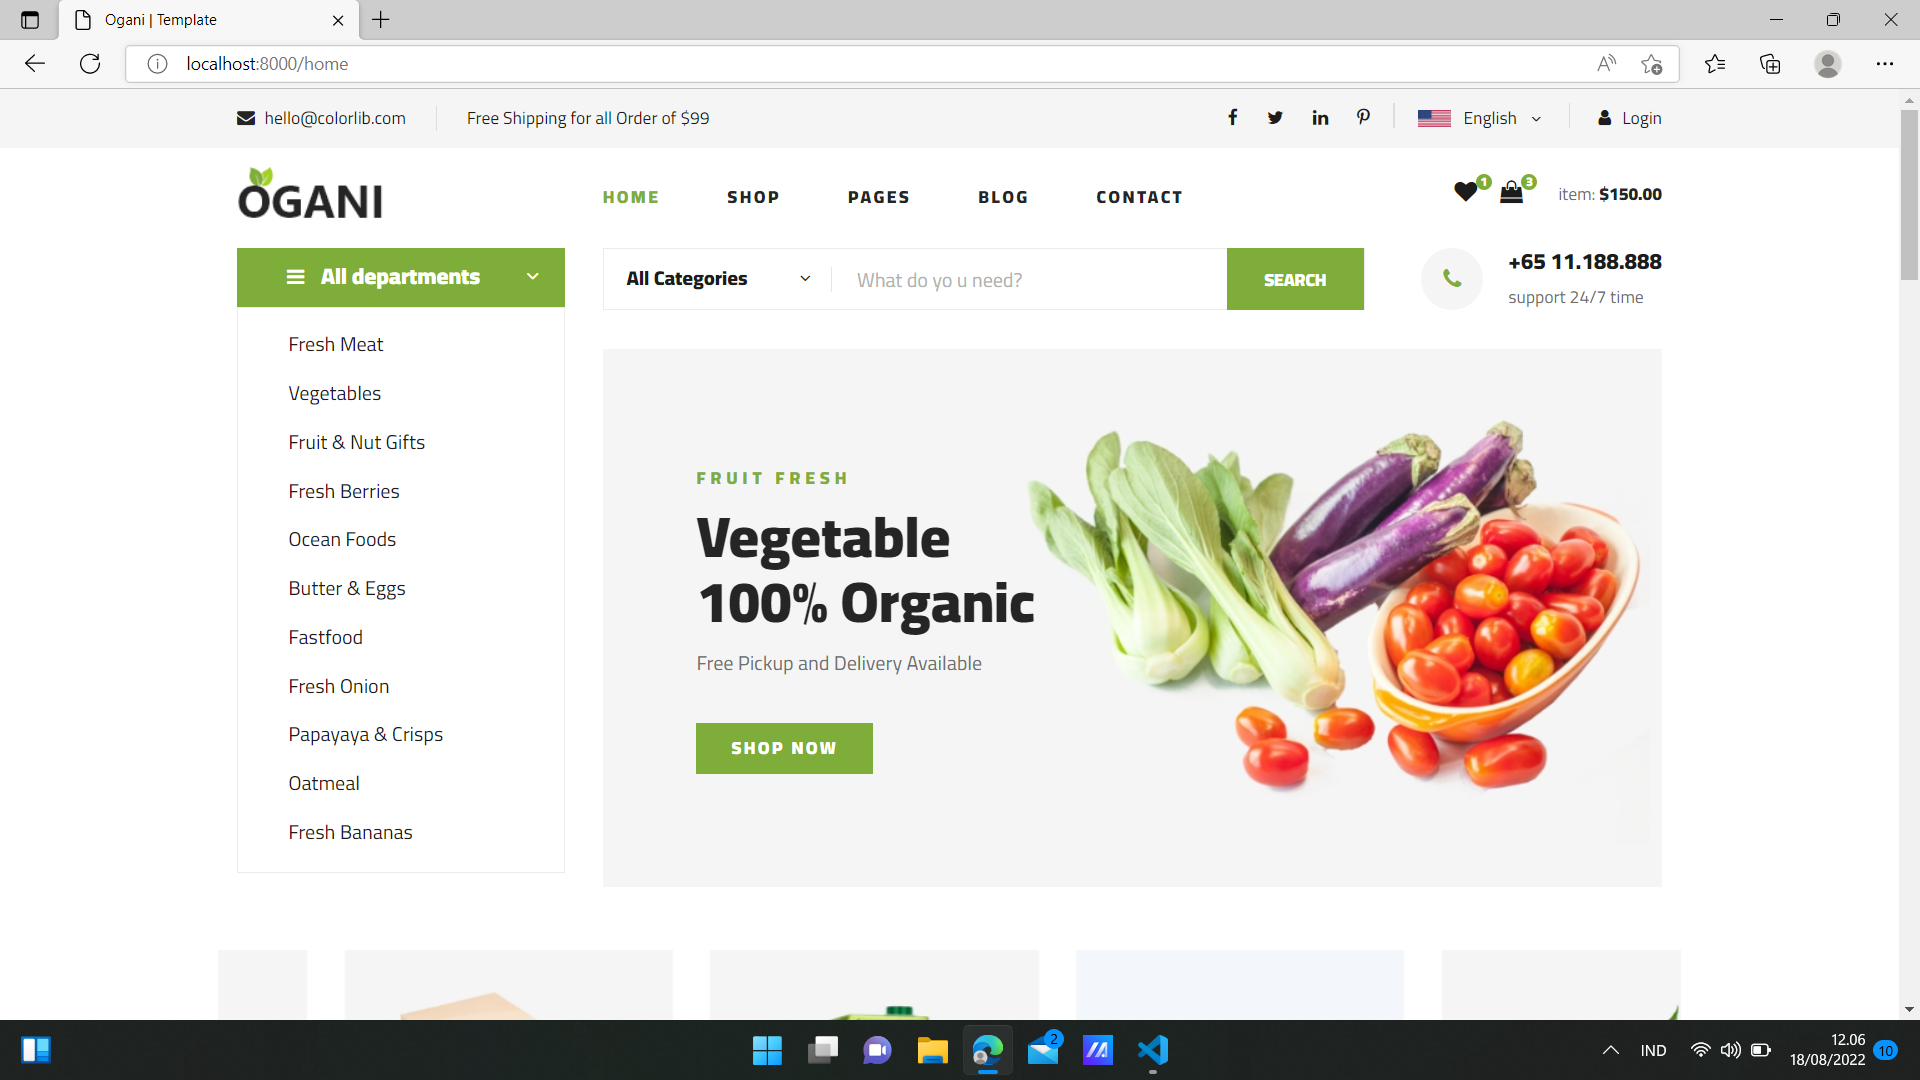 Ogani | Template
localhost:8000/home
hello@colorlib.com
Free Shipping for all Order of $99
English
Login
OGANI
HOME
SHOP
PAGES
BLOG
CONTACT
1
3
item: $150.00
All departments
All Categories
What do yo u need?
SEARCH
+65 11.188.888
support 24/7 time
Fresh Meat
Vegetables
Fruit & Nut Gifts
Fresh Berries
Ocean Foods
Butter & Eggs
Fastfood
Fresh Onion
Papayaya & Crisps
Oatmeal
Fresh Bananas
FRUIT FRESH
Vegetable
100% Organic
Free Pickup and Delivery Available
SHOP NOW
2
IND
12.06
18/08/2022
10